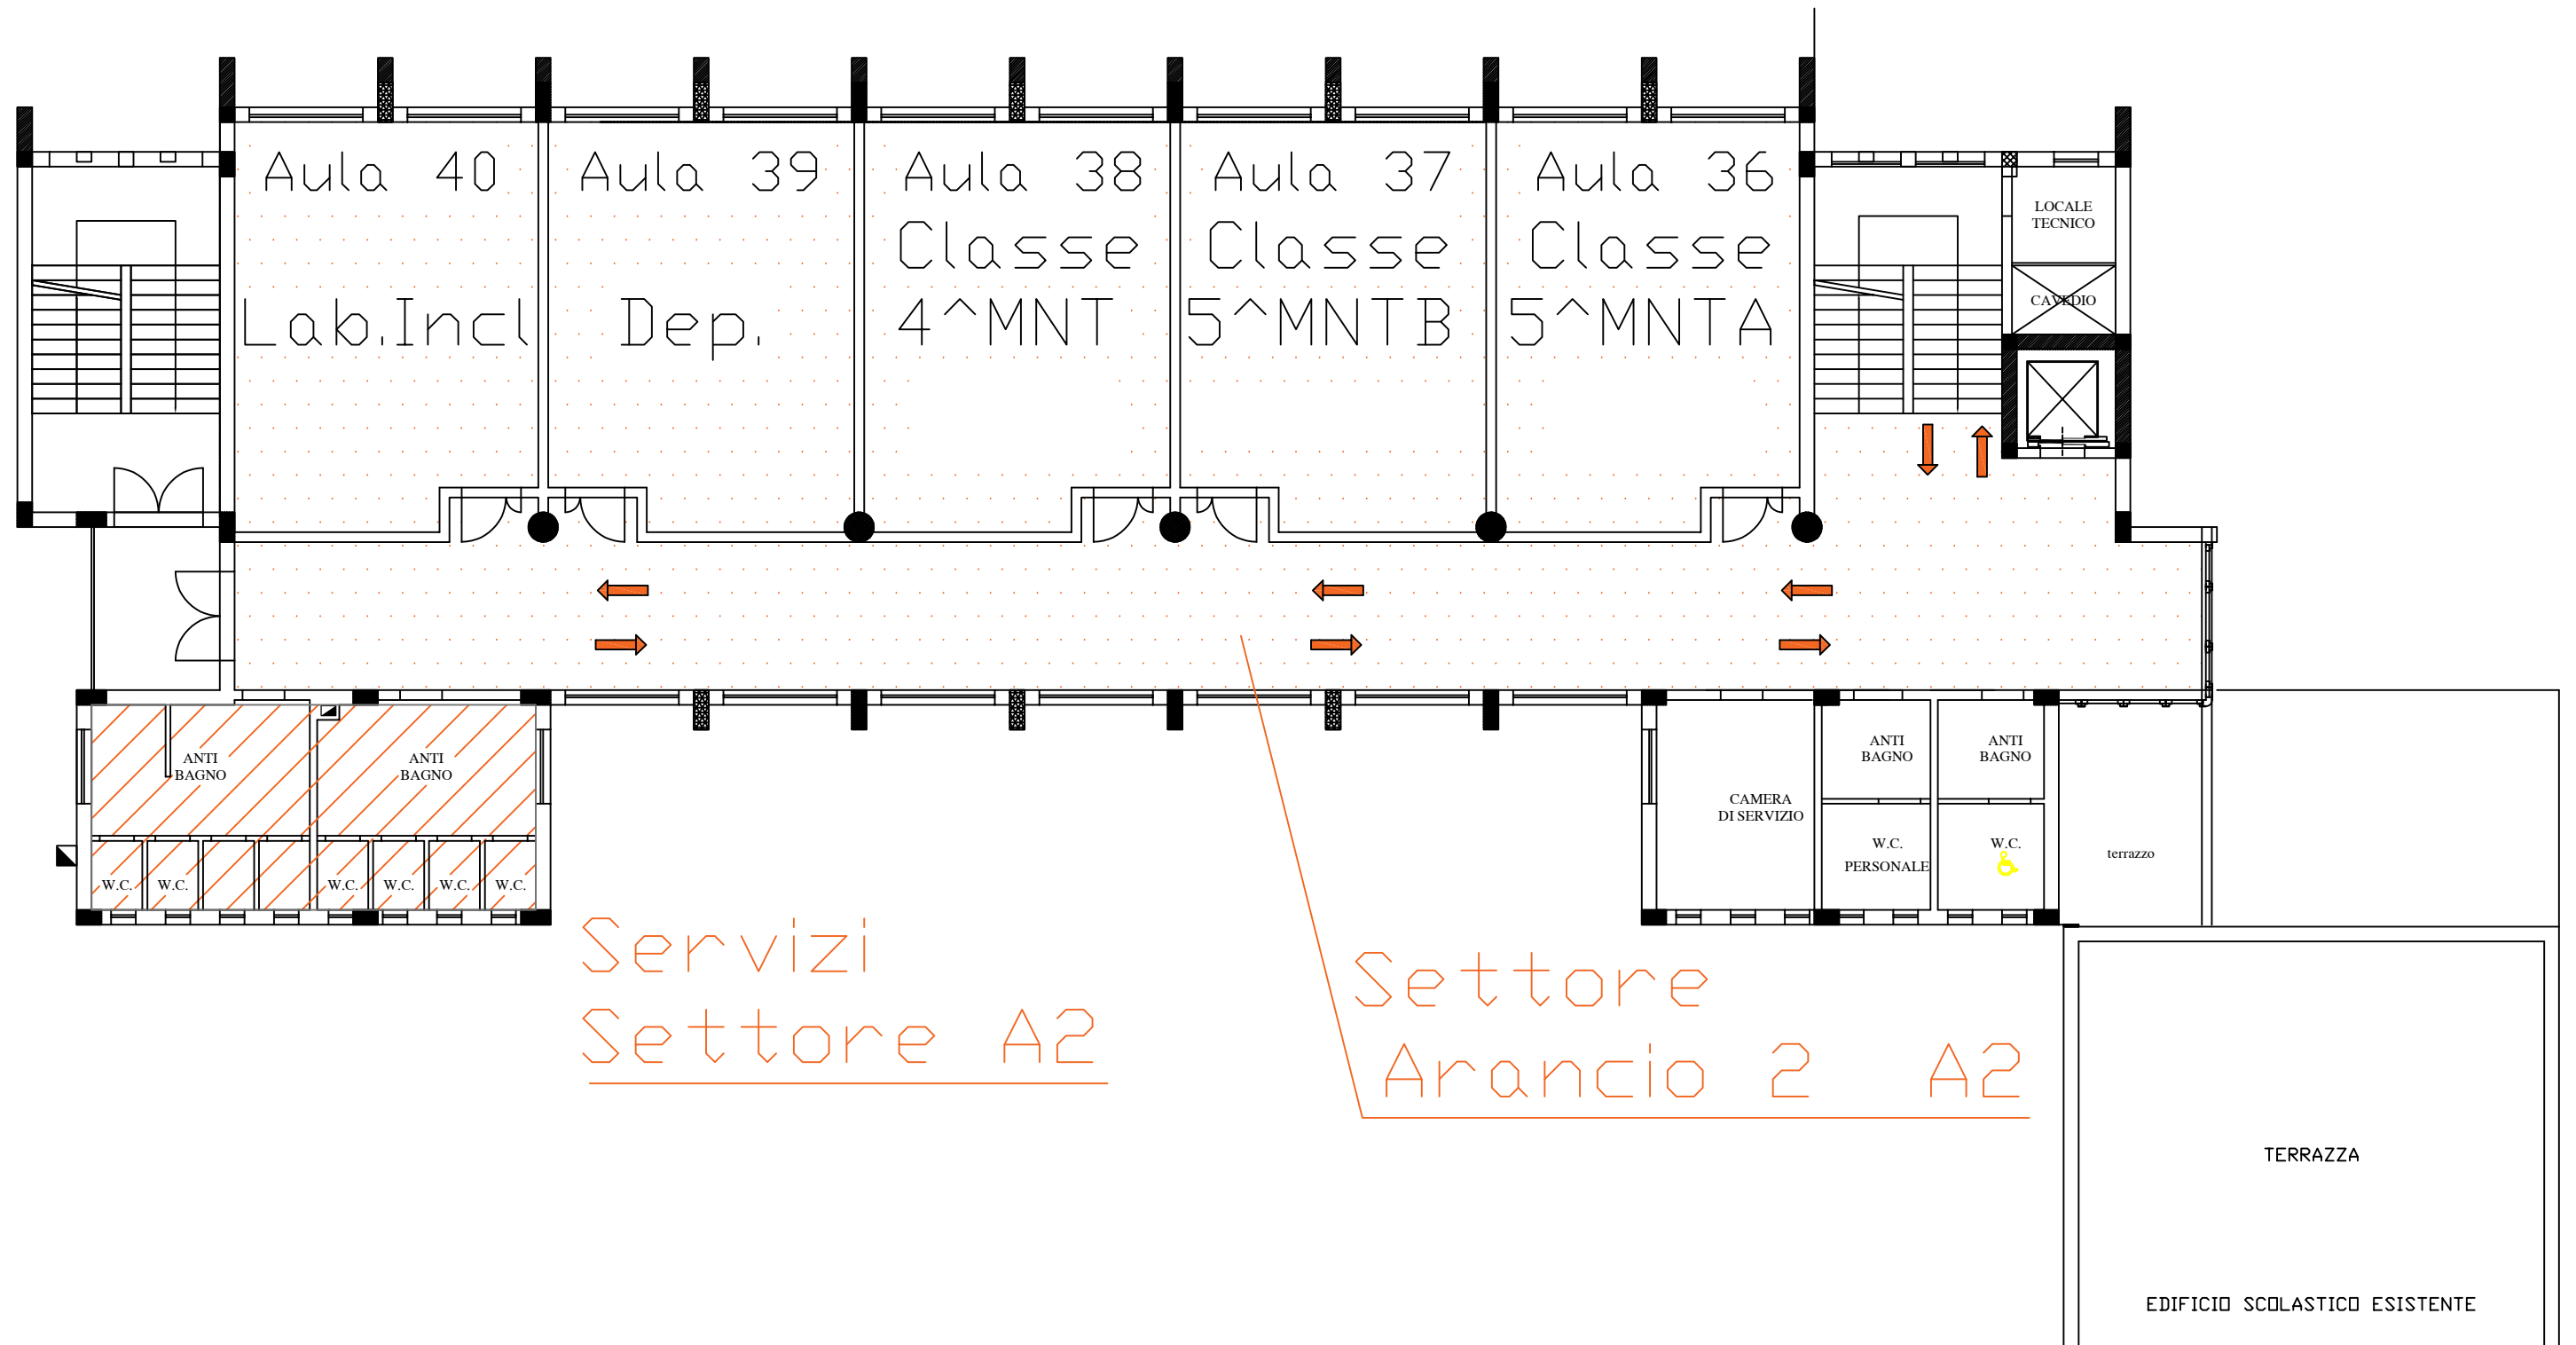 Aula 40
Lab.Incl
Aula 39
Dep.
Aula 38
Classe
4^MNT
Aula 37
Classe
5^MNTB
Aula 36
Classe
5^MNTA
LOCALE
TECNICO
CAVEDIO
ANTI
BAGNO
ANTI
BAGNO
W.C.
W.C.
W.C.
W.C.
W.C.
W.C.
CAMERA
DI SERVIZIO
ANTI
BAGNO
W.C.
PERSONALE
ANTI
BAGNO
W.C.
terrazzo
Servizi
Settore A2
Settore
Arancio 2 A2
TERRAZZA
EDIFICIO SCOLASTICO ESISTENTE